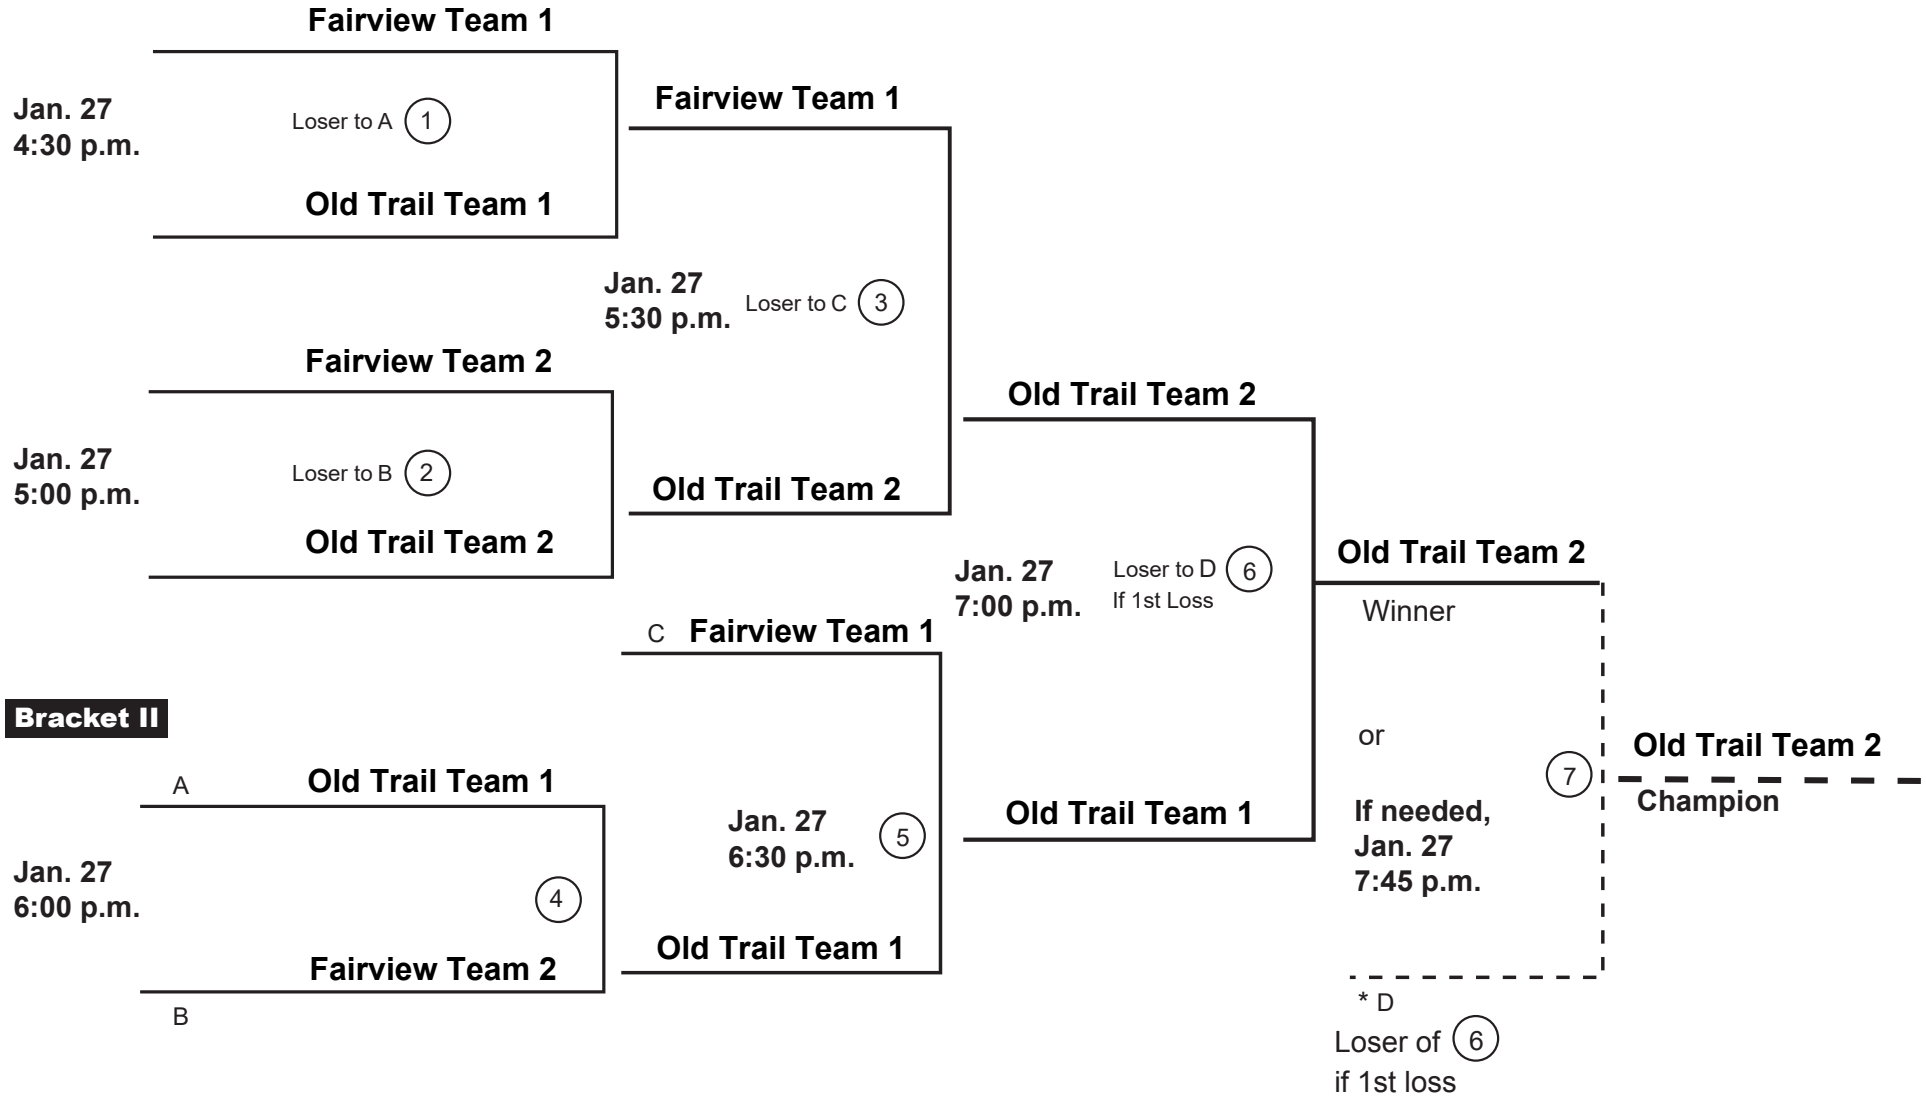 Fairview Team 1
Jan. 27
4:30 p.m.
Loser to A 1
Old Trail Team 1
Fairview Team 1
Jan. 27
5:30 p.m.
Loser to C 3
Fairview Team 2
Jan. 27
5:00 p.m.
Loser to B 2
Old Trail Team 2
Old Trail Team 2
Old Trail Team 2
Jan. 27
7:00 p.m.
Loser to D 6
If 1st Loss
Old Trail Team 2
Winner
or
If needed,
Jan. 27
7:45 p.m.
7
Old Trail Team 2
Champion
C Fairview Team 1
Bracket II
A Old Trail Team 1
Jan. 27
6:00 p.m.
4
Fairview Team 2
B
Jan. 27
6:30 p.m.
5
Old Trail Team 1
Old Trail Team 1
* D
Loser of 6
if 1st loss